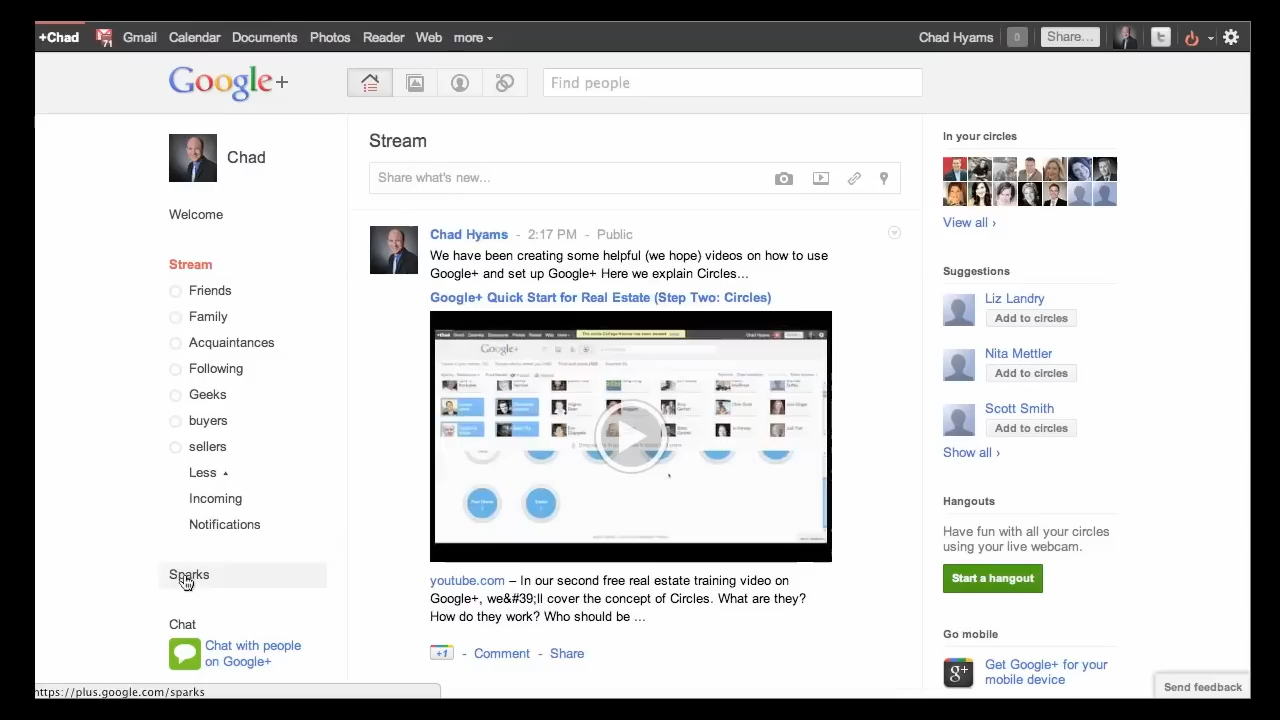 +Chad 71 Gmail Calendar Documents Photos Reader Web more Chad Hyams 0 Share...
Google+
Find people
Chad
Welcome
Stream
Friends
Family
Acquaintances
Following
Geeks
buyers
sellers
Less
Incoming
Notifications
Sparks
Chat
Chat with people
on Google+
https://plus.google.com/sparks
Stream
Share what's new...
Chad Hyams - 2:17 PM - Public
We have been creating some helpful (we hope) videos on how to use
Google+ and set up Google+ Here we explain Circles...
Google+ Quick Start for Real Estate (Step Two: Circles)
Google+
youtube.com – In our second free real estate training video on
Google+, we&#39;ll cover the concept of Circles. What are they?
How do they work? Who should be ...
+1 - Comment - Share
In your circles
View all ›
Suggestions
Liz Landry
Add to circles
Nita Mettler
Add to circles
Scott Smith
Add to circles
Show all ›
Hangouts
Have fun with all your circles
using your live webcam.
Start a hangout
Go mobile
g+
Get Google+ for your
mobile device
Send feedback